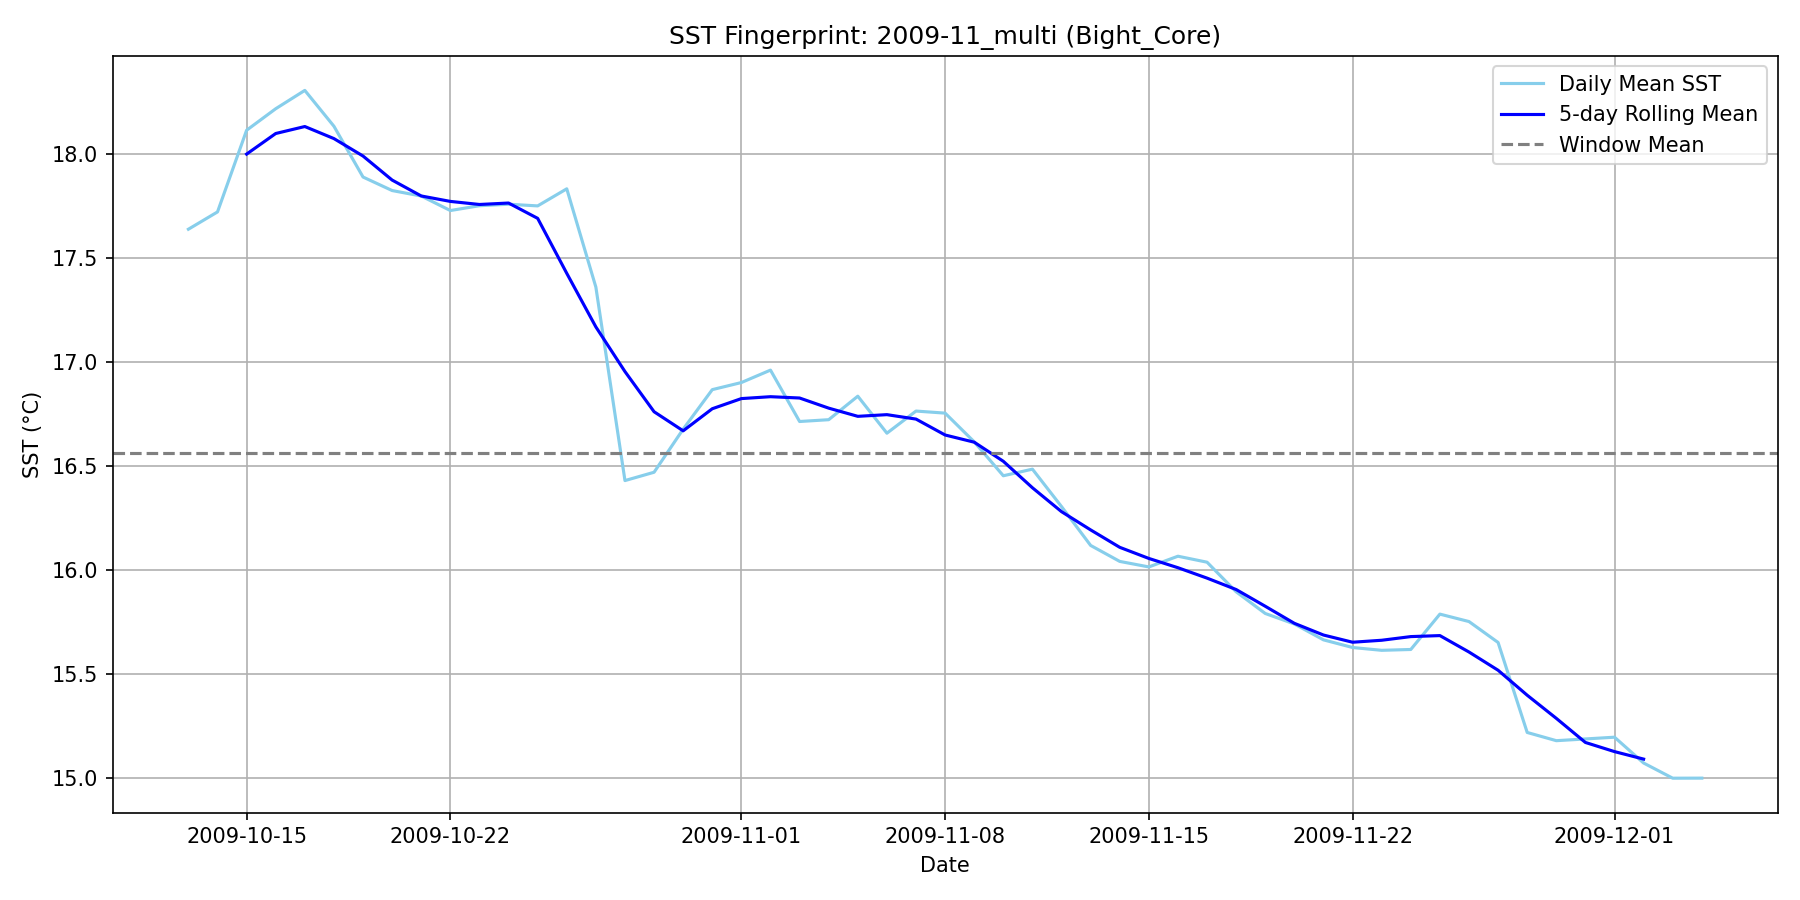 SST Fingerprint: 2009-11_multi (Bight_Core)
Daily Mean SST
5-day Rolling Mean
Window Mean
SST (°C)
18.0
17.5
17.0
16.5
16.0
15.5
15.0
2009-10-15 2009-10-22 2009-11-01 2009-11-08 2009-11-15 2009-11-22 2009-12-01
Date